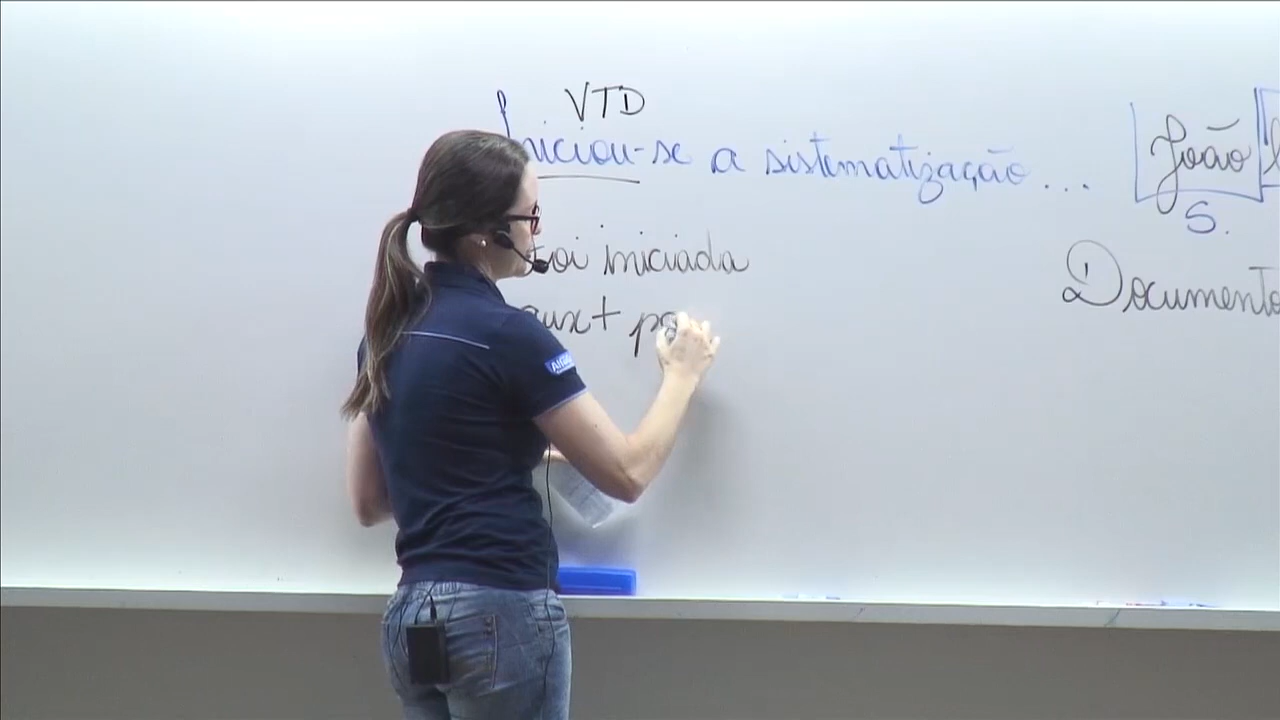 VTD
Iniciou-se a sistematização...
João
S.
foi iniciada
Documento
aux+